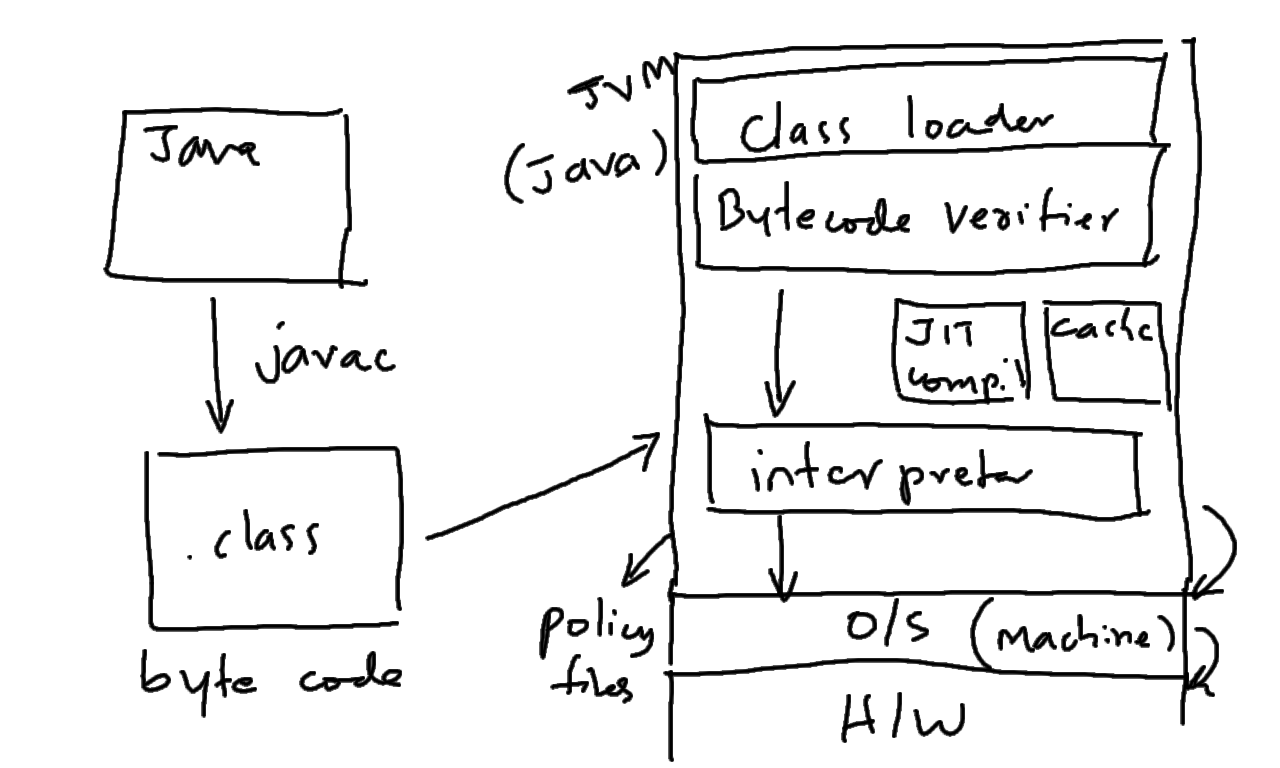 Java
javac
.class
byte code
JVM
(java)
Class loader
Bytecode verifier
JIT
compil
cache
interpreter
policy
files
O/S (Machine)
H/W